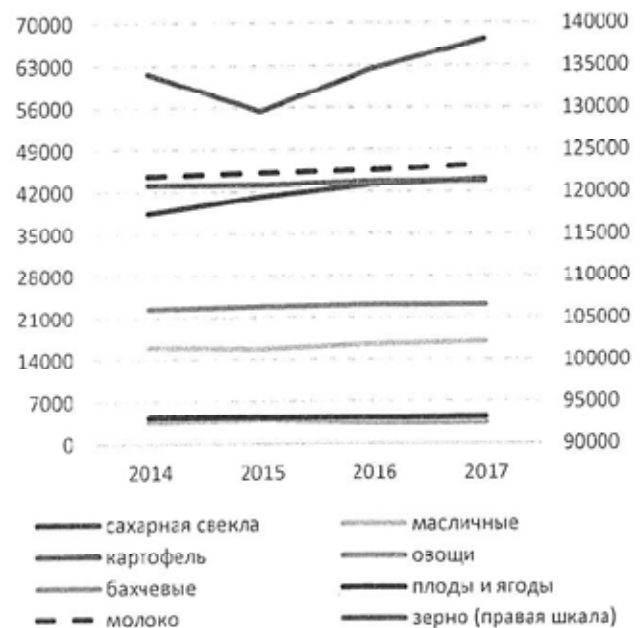 70000 140000
63000 135000
56000 130000
49000 125000
42000 120000
35000 115000
28000 110000
21000 105000
14000 100000
7000 95000
0 90000
2014 2015 2016 2017
сахарная свекла масличные
картофель овощи
бахчевые плоды и ягоды
молоко зерно (правая шкала)